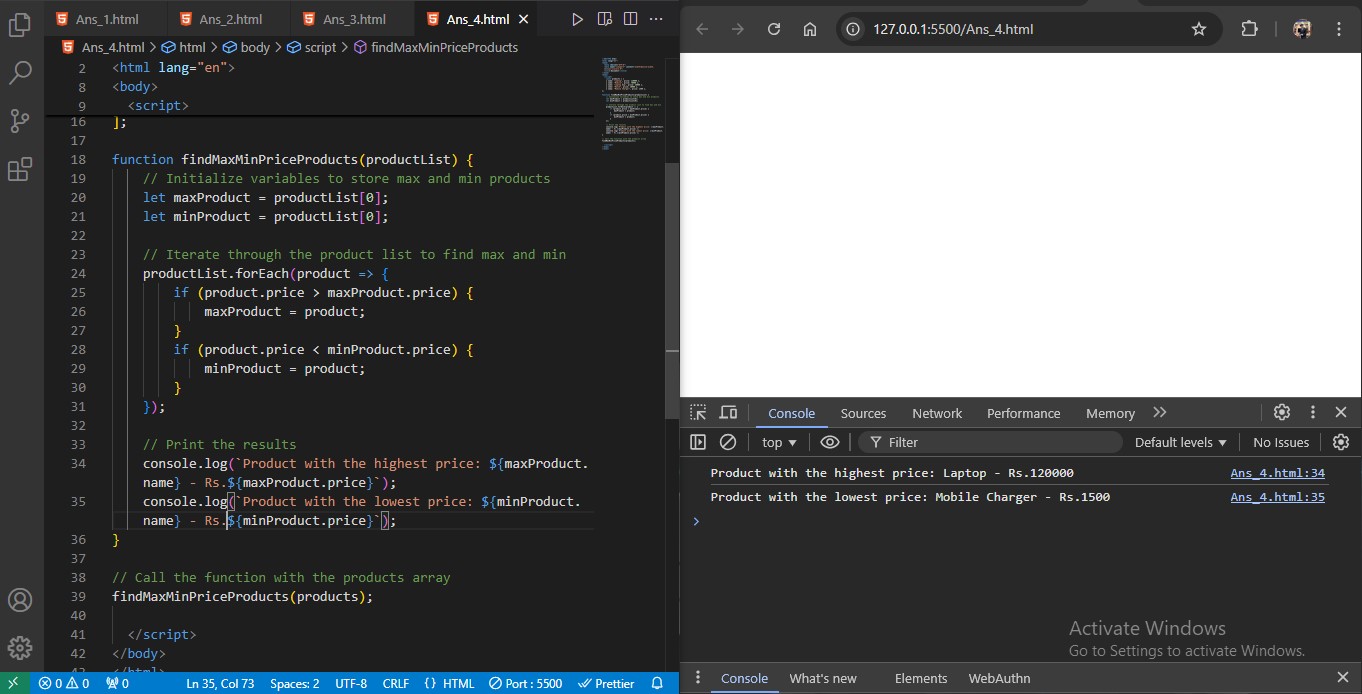 Ans_1.html
Ans_2.html
Ans_3.html
Ans_4.html
Ans_4.html > html > body > script > findMaxMinPriceProducts
2 <html lang="en">
8 <body>
9 <script>
16 ];
17
18 function findMaxMinPriceProducts(productList) {
19 // Initialize variables to store max and min products
20 let maxProduct = productList[0];
21 let minProduct = productList[0];
22
23 // Iterate through the product list to find max and min
24 productList.forEach(product => {
25 if (product.price > maxProduct.price) {
26 maxProduct = product;
27 }
28 if (product.price < minProduct.price) {
29 minProduct = product;
30 }
31 });
32
33 // Print the results
34 console.log(`Product with the highest price: ${maxProduct.
name} - Rs.${maxProduct.price}`);
35 console.log(`Product with the lowest price: ${minProduct.
name} - Rs.${minProduct.price}`);
36 }
37
38 // Call the function with the products array
39 findMaxMinPriceProducts(products);
40
41 </script>
42 </body>
43 </html>
0 0 0 Ln 35, Col 73 Spaces: 2 UTF-8 CRLF {} HTML Port : 5500 Prettier
127.0.0.1:5500/Ans_4.html
Console Sources Network Performance Memory
top Filter Default levels No Issues
Product with the highest price: Laptop - Rs.120000 Ans_4.html:34
Product with the lowest price: Mobile Charger - Rs.1500 Ans_4.html:35
>
Activate Windows
Go to Settings to activate Windows.
Console What's new Elements WebAuthn